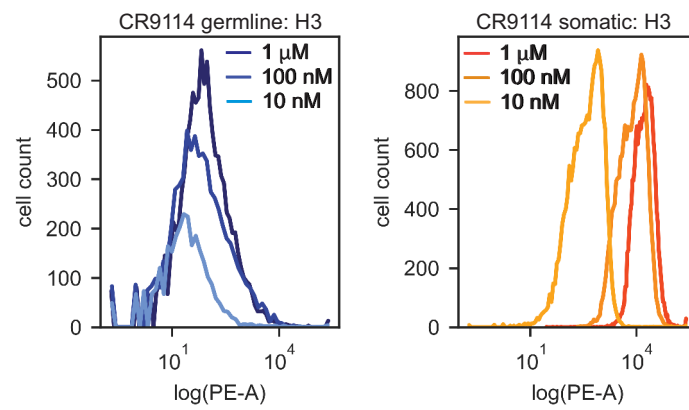 CR9114 germline: H3
1 μM
100 nM
10 nM
500
400
300
200
100
0
cell count
10¹
10⁴
log(PE-A)
CR9114 somatic: H3
1 μM
100 nM
10 nM
800
600
400
200
0
cell count
10¹
10⁴
log(PE-A)